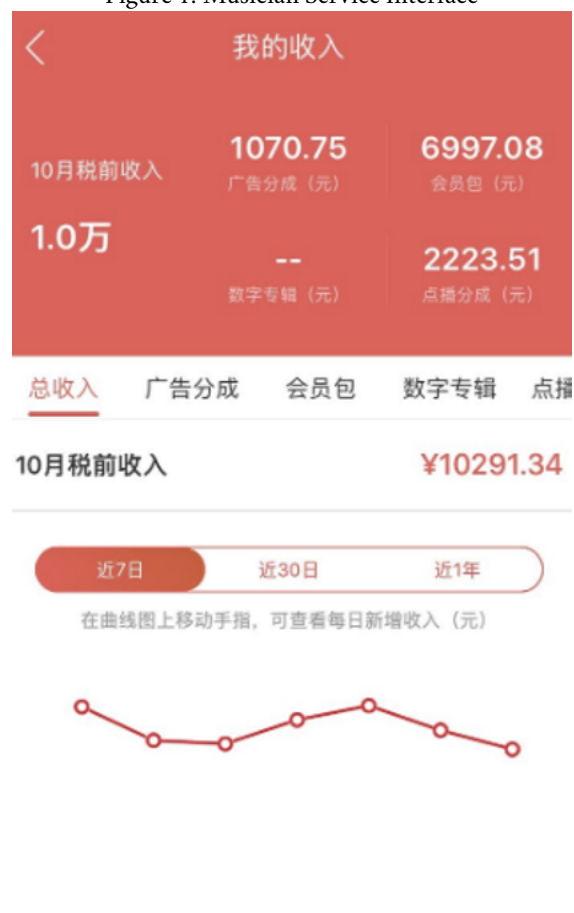 Figure 1: Musician Service Interface
我的收入
10月税前收入
1.0万
1070.75
广告分成（元）
6997.08
会员包（元）
--
数字专辑（元）
2223.51
点播分成（元）
总收入 广告分成 会员包 数字专辑 点播
10月税前收入 ¥10291.34
近7日 近30日 近1年
在曲线图上移动手指，可查看每日新增收入（元）